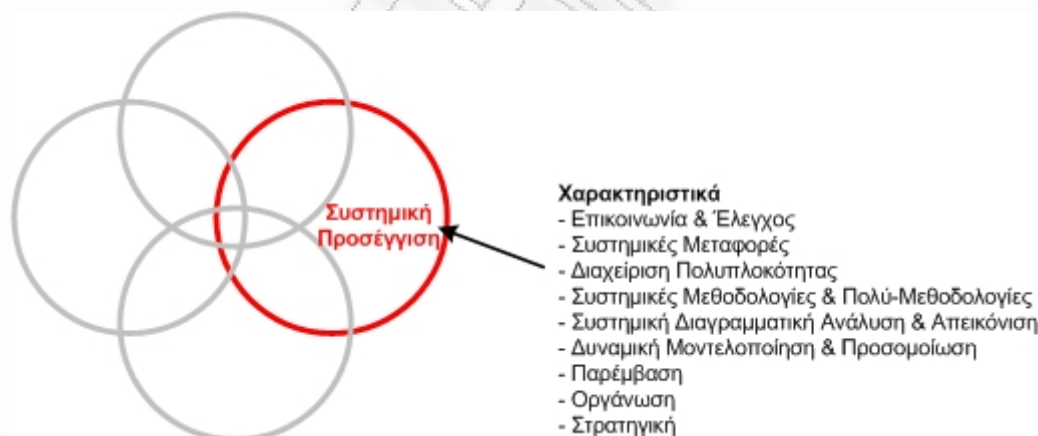 Συστημική
Προσέγγιση
Χαρακτηριστικά
- Επικοινωνία & Έλεγχος
- Συστημικές Μεταφορές
- Διαχείριση Πολυπλοκότητας
- Συστημικές Μεθοδολογίες & Πολύ-Μεθοδολογίες
- Συστημική Διαγραμματική Ανάλυση & Απεικόνιση
- Δυναμική Μοντελοποίηση & Προσομοίωση
- Παρέμβαση
- Οργάνωση
- Στρατηγική